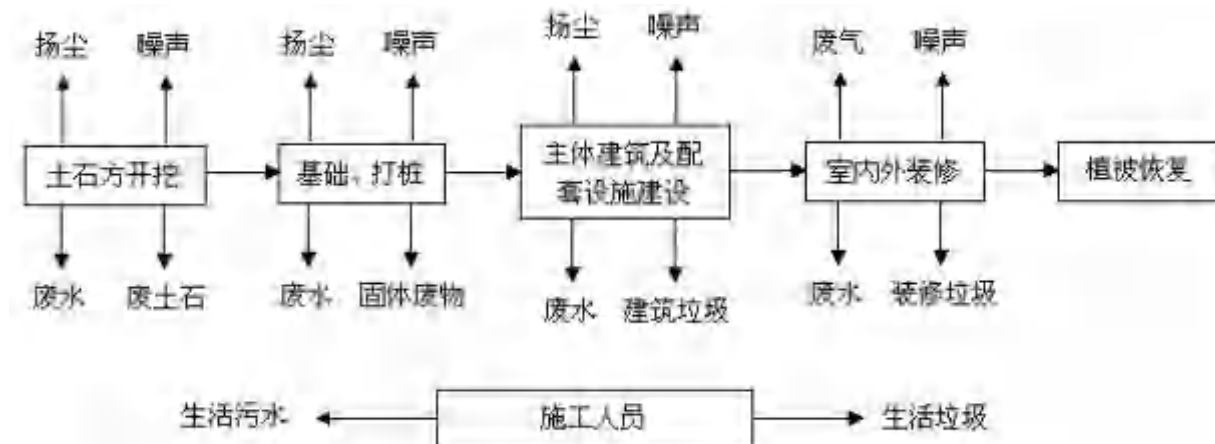 扬尘 噪声 扬尘 噪声 扬尘 噪声 废气 噪声
土石方开挖 基础、打桩 主体建筑及配 室内外装修 植被恢复
套设施建设
废水 废土石 废水 固体废物 废水 建筑垃圾 废水 装修垃圾
生活污水 施工人员 生活垃圾